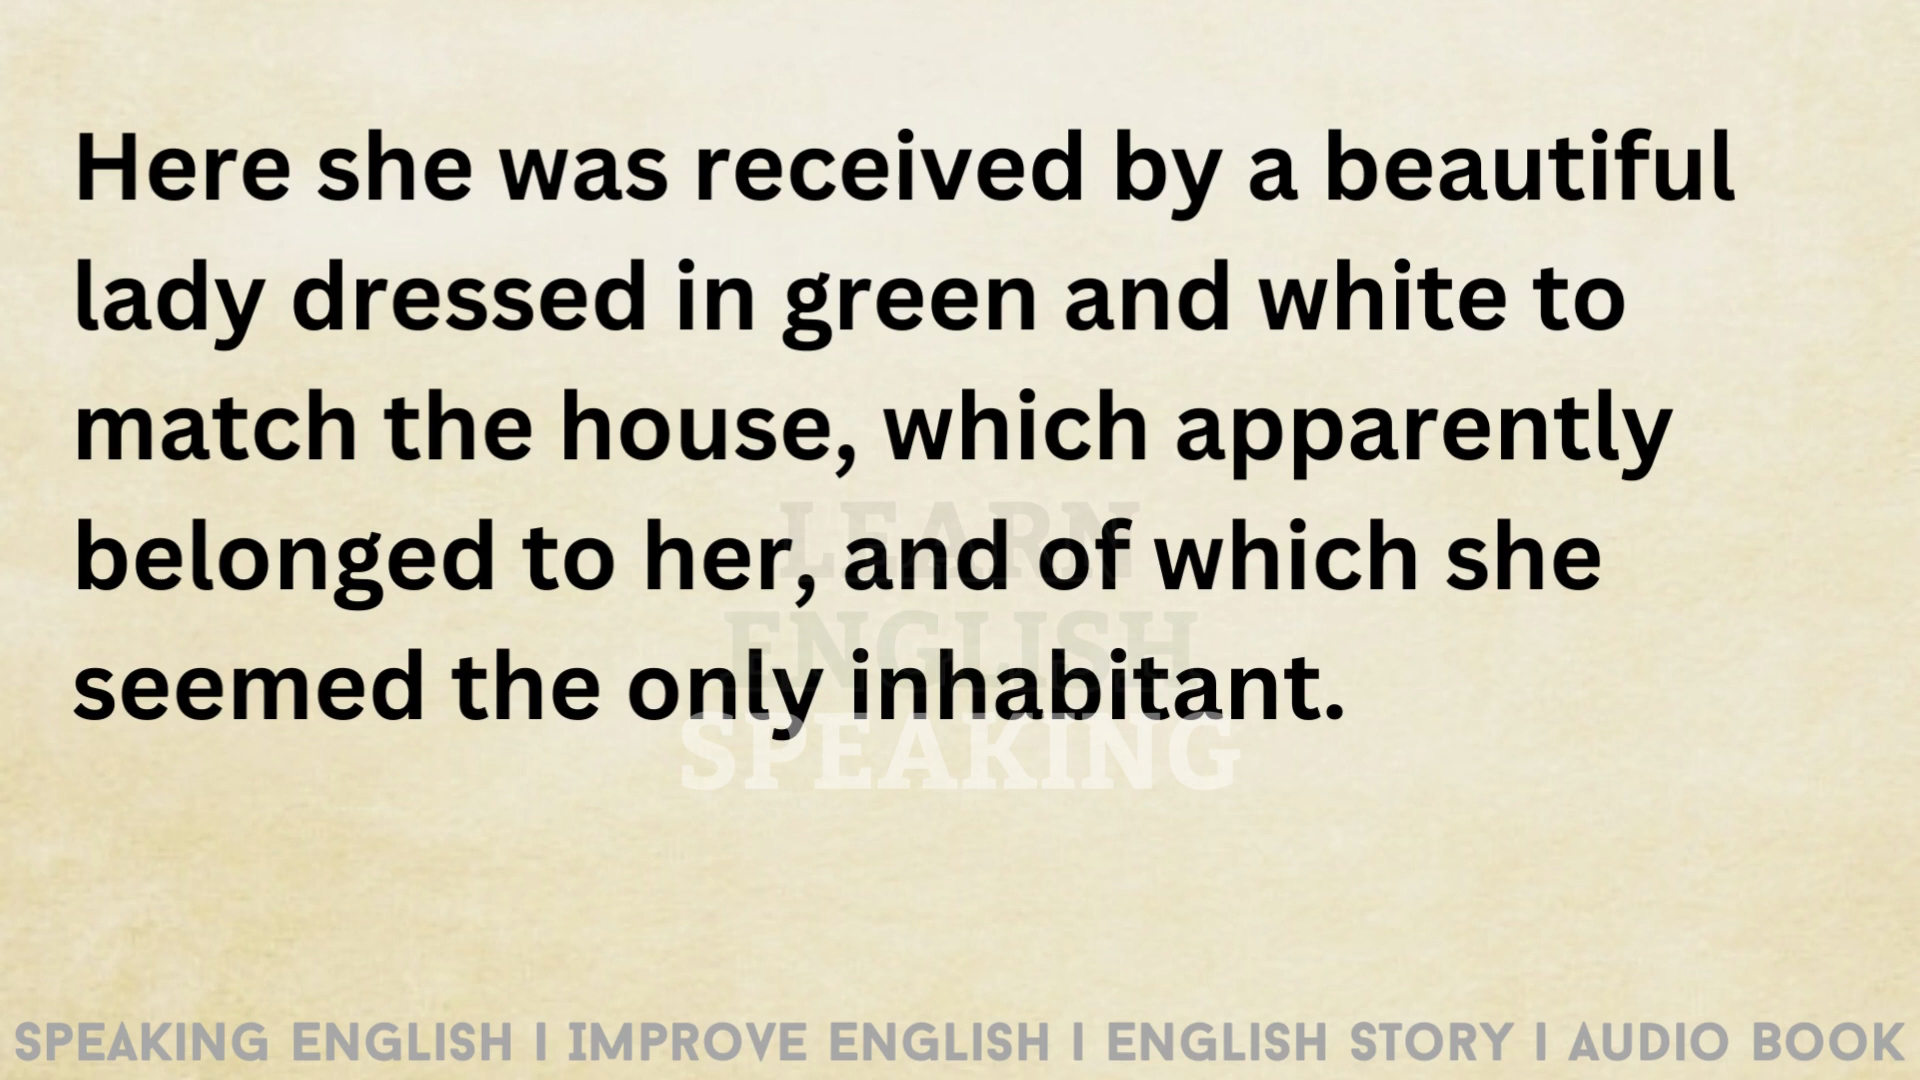 Here she was received by a beautiful
lady dressed in green and white to
match the house, which apparently
belonged to her, and of which she
seemed the only inhabitant.
LEARN
ENGLISH
SPEAKING
SPEAKING ENGLISH I IMPROVE ENGLISH I ENGLISH STORY I AUDIO BOOK